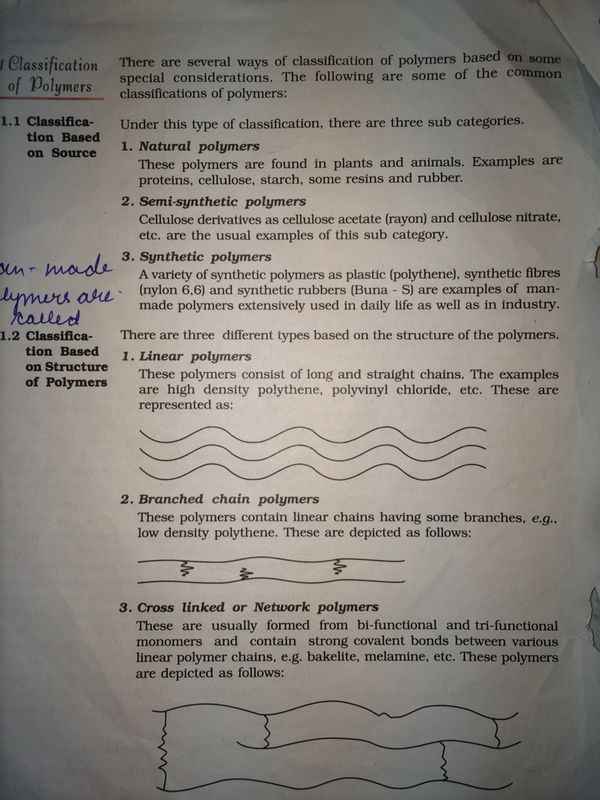 Classification
of Polymers
There are several ways of classification of polymers based on some
special considerations. The following are some of the common
classifications of polymers:
1.1 Classifica-
tion Based
on Source
Under this type of classification, there are three sub categories.
1. Natural polymers
These polymers are found in plants and animals. Examples are
proteins, cellulose, starch, some resins and rubber.
2. Semi-synthetic polymers
Cellulose derivatives as cellulose acetate (rayon) and cellulose nitrate,
etc. are the usual examples of this sub category.
3. Synthetic polymers
A variety of synthetic polymers as plastic (polythene), synthetic fibres
(nylon 6,6) and synthetic rubbers (Buna - S) are examples of man-
made polymers extensively used in daily life as well as in industry.
made
lymers are
called
1.2 Classifica-
tion Based
on Structure
of Polymers
There are three different types based on the structure of the polymers.
1. Linear polymers
These polymers consist of long and straight chains. The examples
are high density polythene, polyvinyl chloride, etc. These are
represented as:
2. Branched chain polymers
These polymers contain linear chains having some branches, e.g.,
low density polythene. These are depicted as follows:
3. Cross linked or Network polymers
These are usually formed from bi-functional and tri-functional
monomers and contain strong covalent bonds between various
linear polymer chains, e.g. bakelite, melamine, etc. These polymers
are depicted as follows: